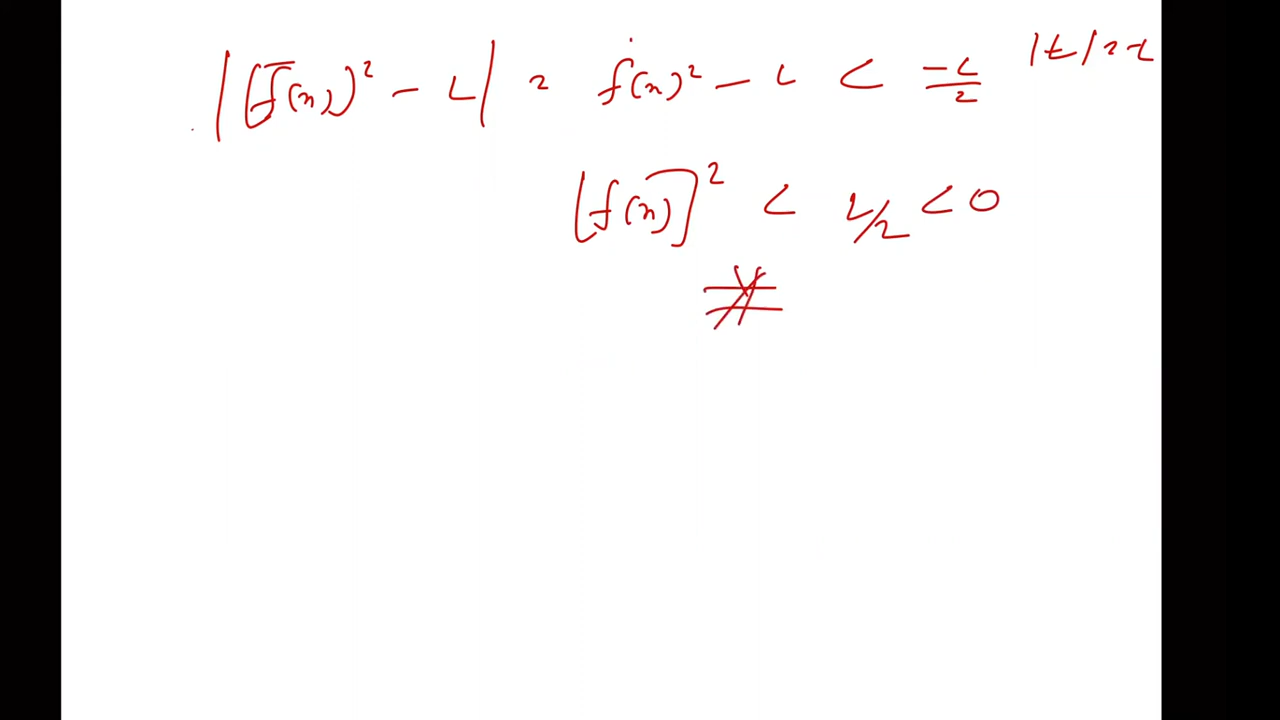 |[f(x)]² - L| = f(x)² - L < -L/2 |t| = t
[f(x)]² < L/2 < 0